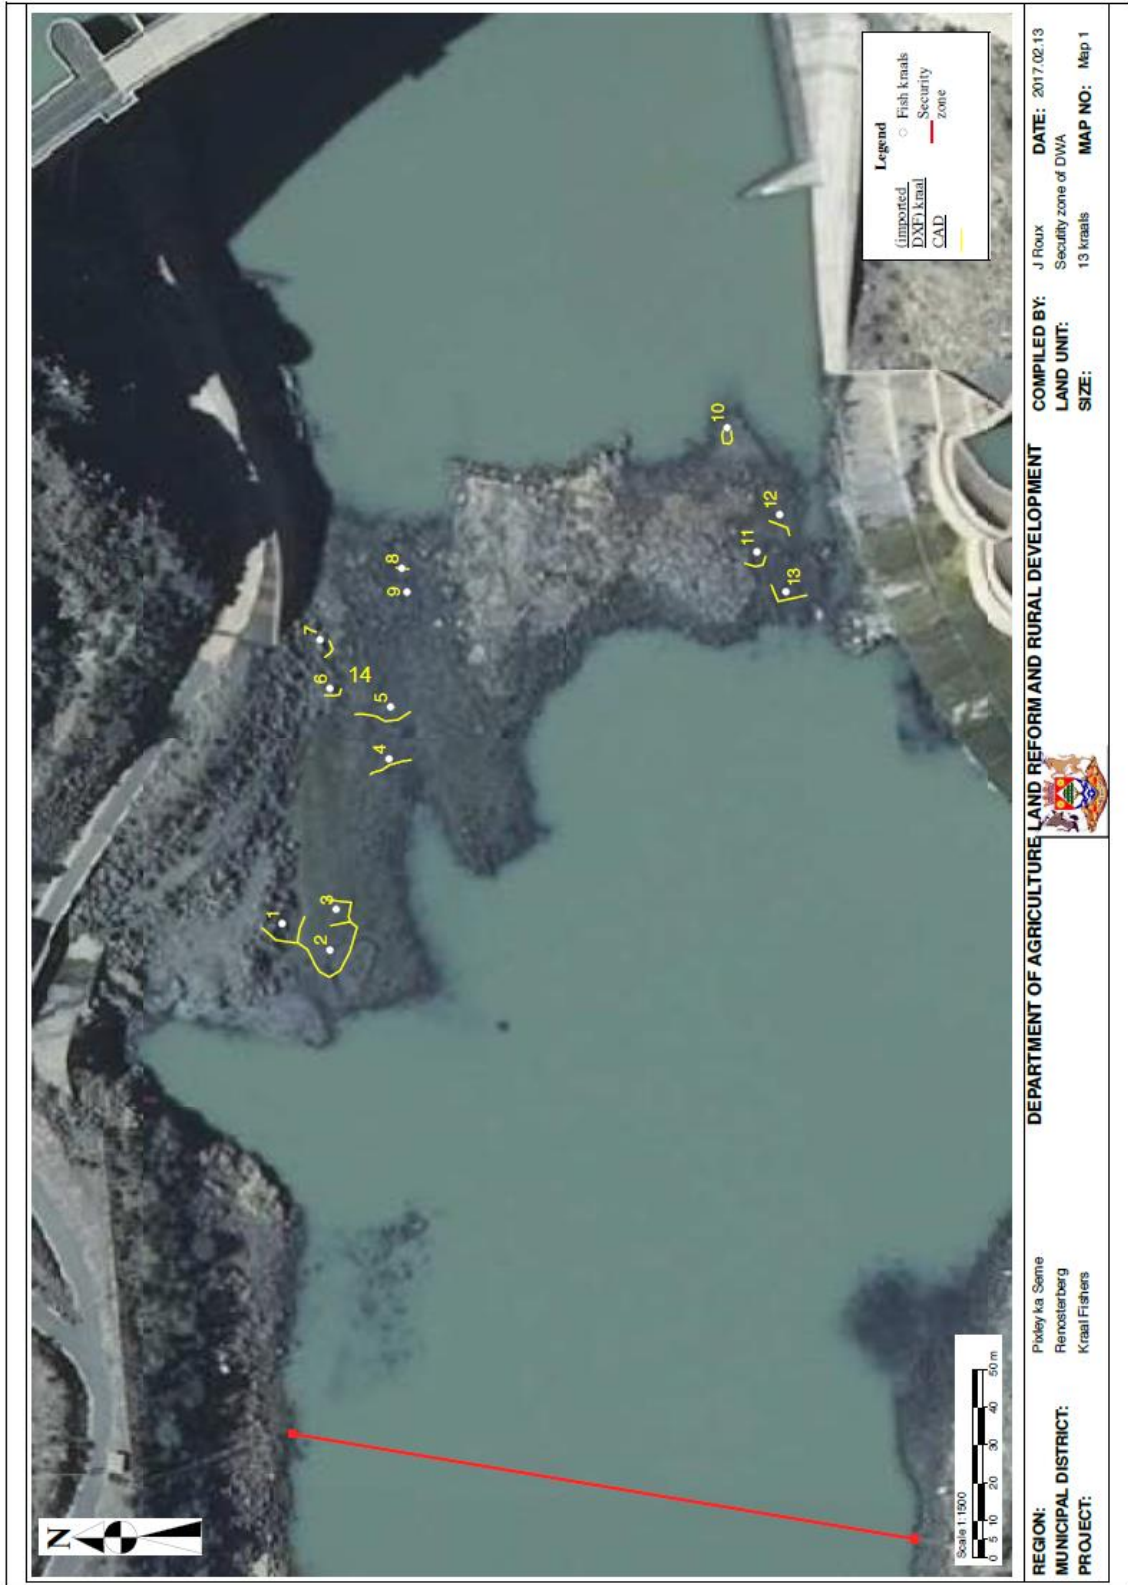 N
1
2
3
4
5
6
7
14
8
9
10
11
12
13
Legend
(imported
DXF) kraal
CAD
Fish kraals
Security
zone
Scale 1:1500
0 5 10 20 30 40 50 m
REGION: Pixley ka Seme
MUNICIPAL DISTRICT: Renosterberg
PROJECT: Kraal Fishers
DEPARTMENT OF AGRICULTURE LAND REFORM AND RURAL DEVELOPMENT
COMPILED BY: J Roux DATE: 2017.02.13
LAND UNIT: Secutity zone of DWA
SIZE: 13 kraals MAP NO: Map 1